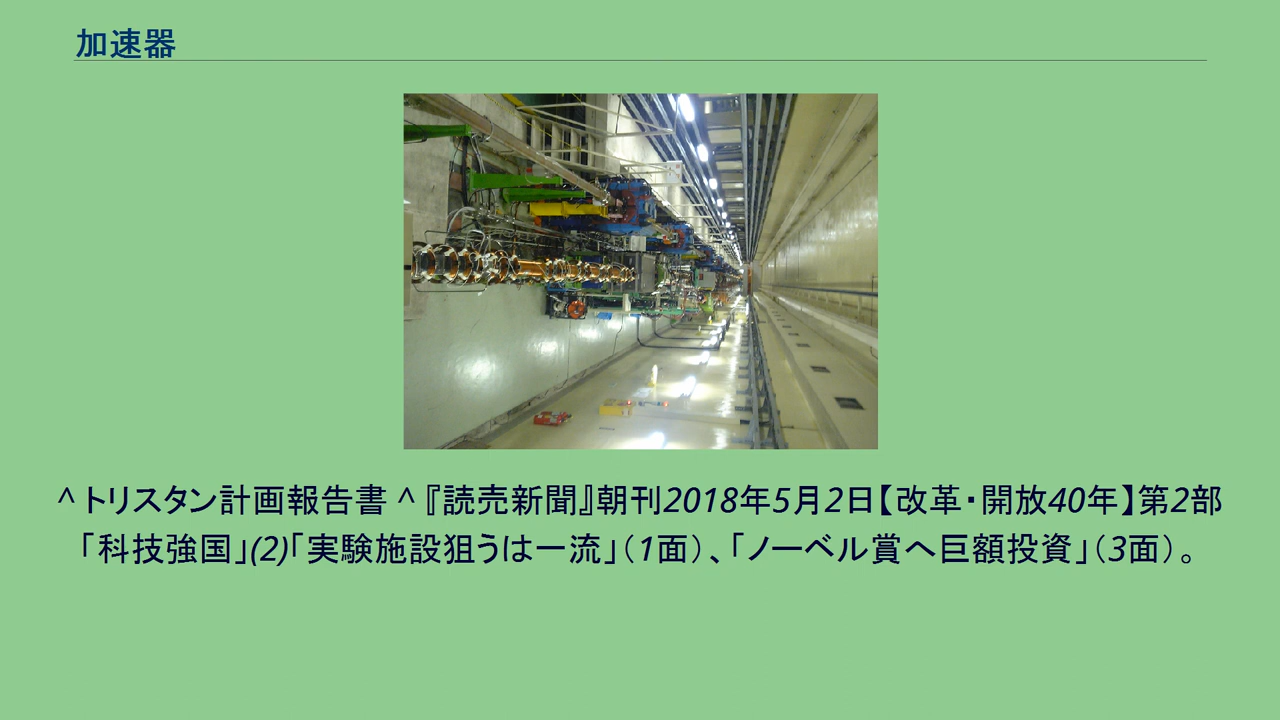 加速器
^ トリスタン計画報告書 ^ 『読売新聞』朝刊2018年5月2日【改革・開放40年】第2部
「科技強国」(2)「実験施設狙うは一流」（1面）、「ノーベル賞へ巨額投資」（3面）。